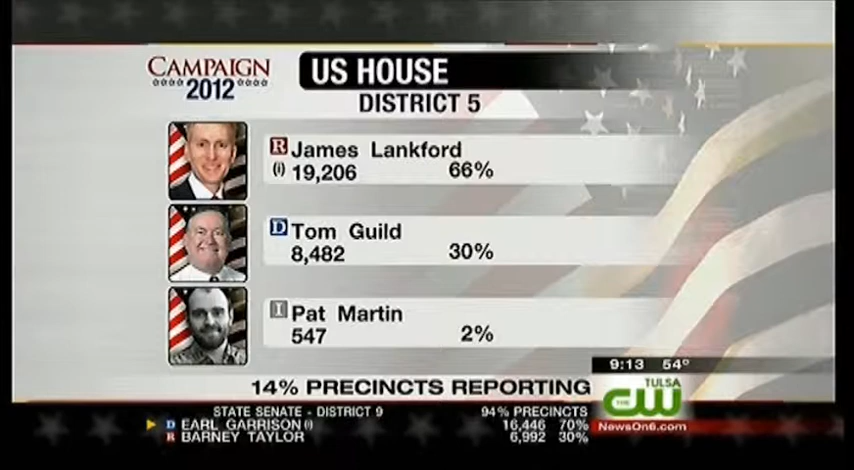 CAMPAIGN
2012
US HOUSE
DISTRICT 5
R James Lankford
(i) 19,206 66%
D Tom Guild
8,482 30%
I Pat Martin
547 2%
14% PRECINCTS REPORTING
9:13 54°
TULSA
THE CW
NewsOn6.com
STATE SENATE - DISTRICT 9 94% PRECINCTS
D EARL GARRISON (i) 16,446 70%
R BARNEY TAYLOR 6,992 30%